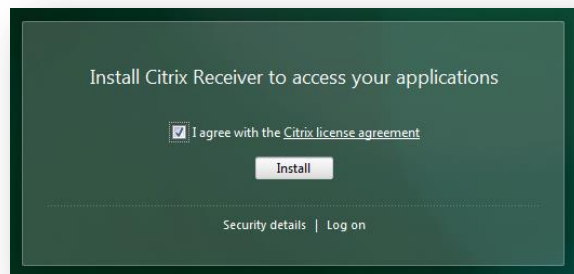 Install Citrix Receiver to access your applications
I agree with the Citrix license agreement
Install
Security details | Log on